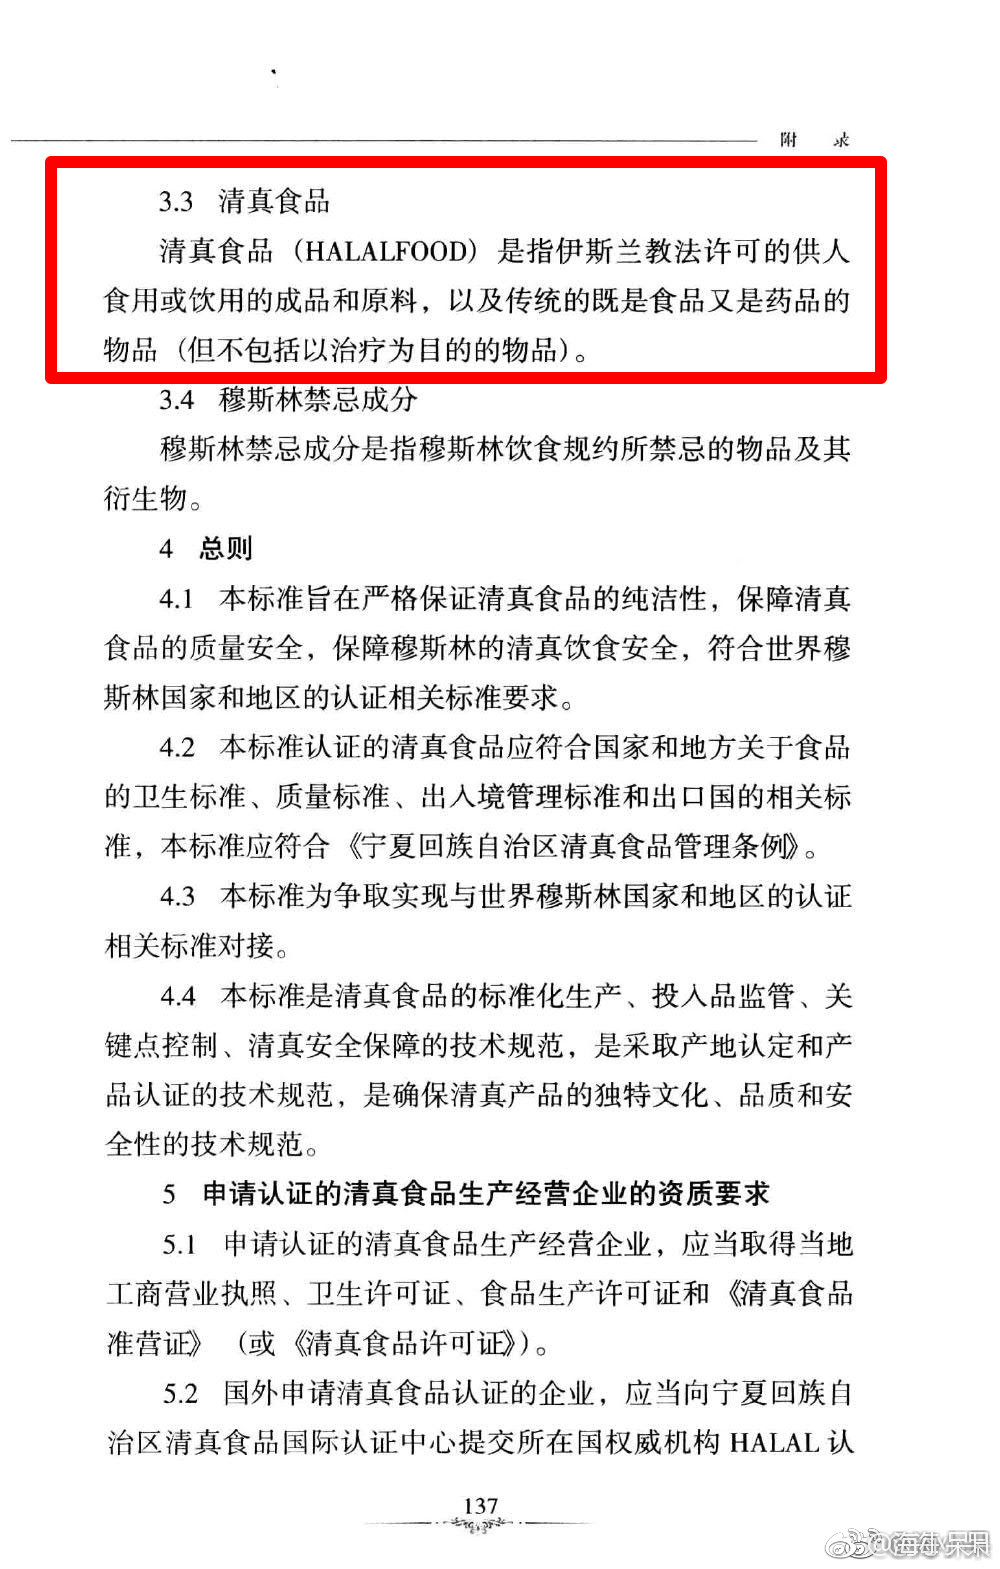 附 录
3.3 清真食品
清真食品（HALALFOOD）是指伊斯兰教法许可的供人
食用或饮用的成品和原料，以及传统的既是食品又是药品的
物品（但不包括以治疗为目的的物品）。
3.4 穆斯林禁忌成分
穆斯林禁忌成分是指穆斯林饮食规约所禁忌的物品及其
衍生物。
4 总则
4.1 本标准旨在严格保证清真食品的纯洁性，保障清真
食品的质量安全，保障穆斯林的清真饮食安全，符合世界穆
斯林国家和地区的认证相关标准要求。
4.2 本标准认证的清真食品应符合国家和地方关于食品
的卫生标准、质量标准、出入境管理标准和出口国的相关标
准，本标准应符合《宁夏回族自治区清真食品管理条例》。
4.3 本标准为争取实现与世界穆斯林国家和地区的认证
相关标准对接。
4.4 本标准是清真食品的标准化生产、投入品监管、关
键点控制、清真安全保障的技术规范，是采取产地认定和产
品认证的技术规范，是确保清真产品的独特文化、品质和安
全性的技术规范。
5 申请认证的清真食品生产经营企业的资质要求
5.1 申请认证的清真食品生产经营企业，应当取得当地
工商营业执照、卫生许可证、食品生产许可证和《清真食品
准营证》（或《清真食品许可证》）。
5.2 国外申请清真食品认证的企业，应当向宁夏回族自
治区清真食品国际认证中心提交所在国权威机构 HALAL 认
137